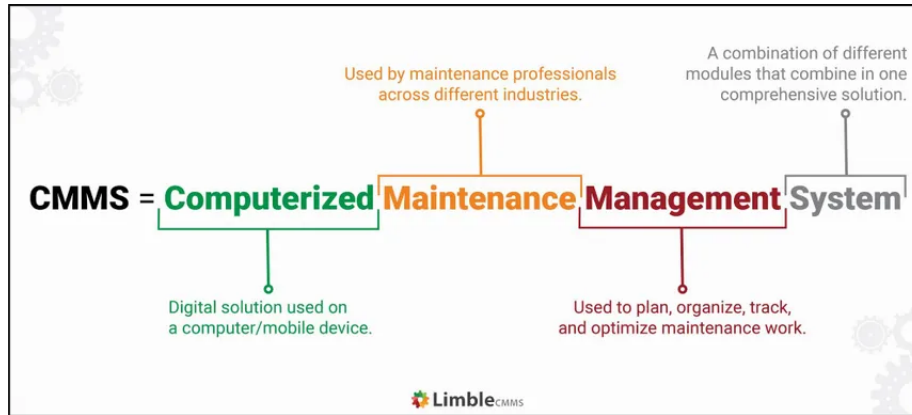 Used by maintenance professionals
across different industries.
A combination of different
modules that combine in one
comprehensive solution.
CMMS = Computerized Maintenance Management System
Digital solution used on
a computer/mobile device.
Used to plan, organize, track,
and optimize maintenance work.
Limble CMMS